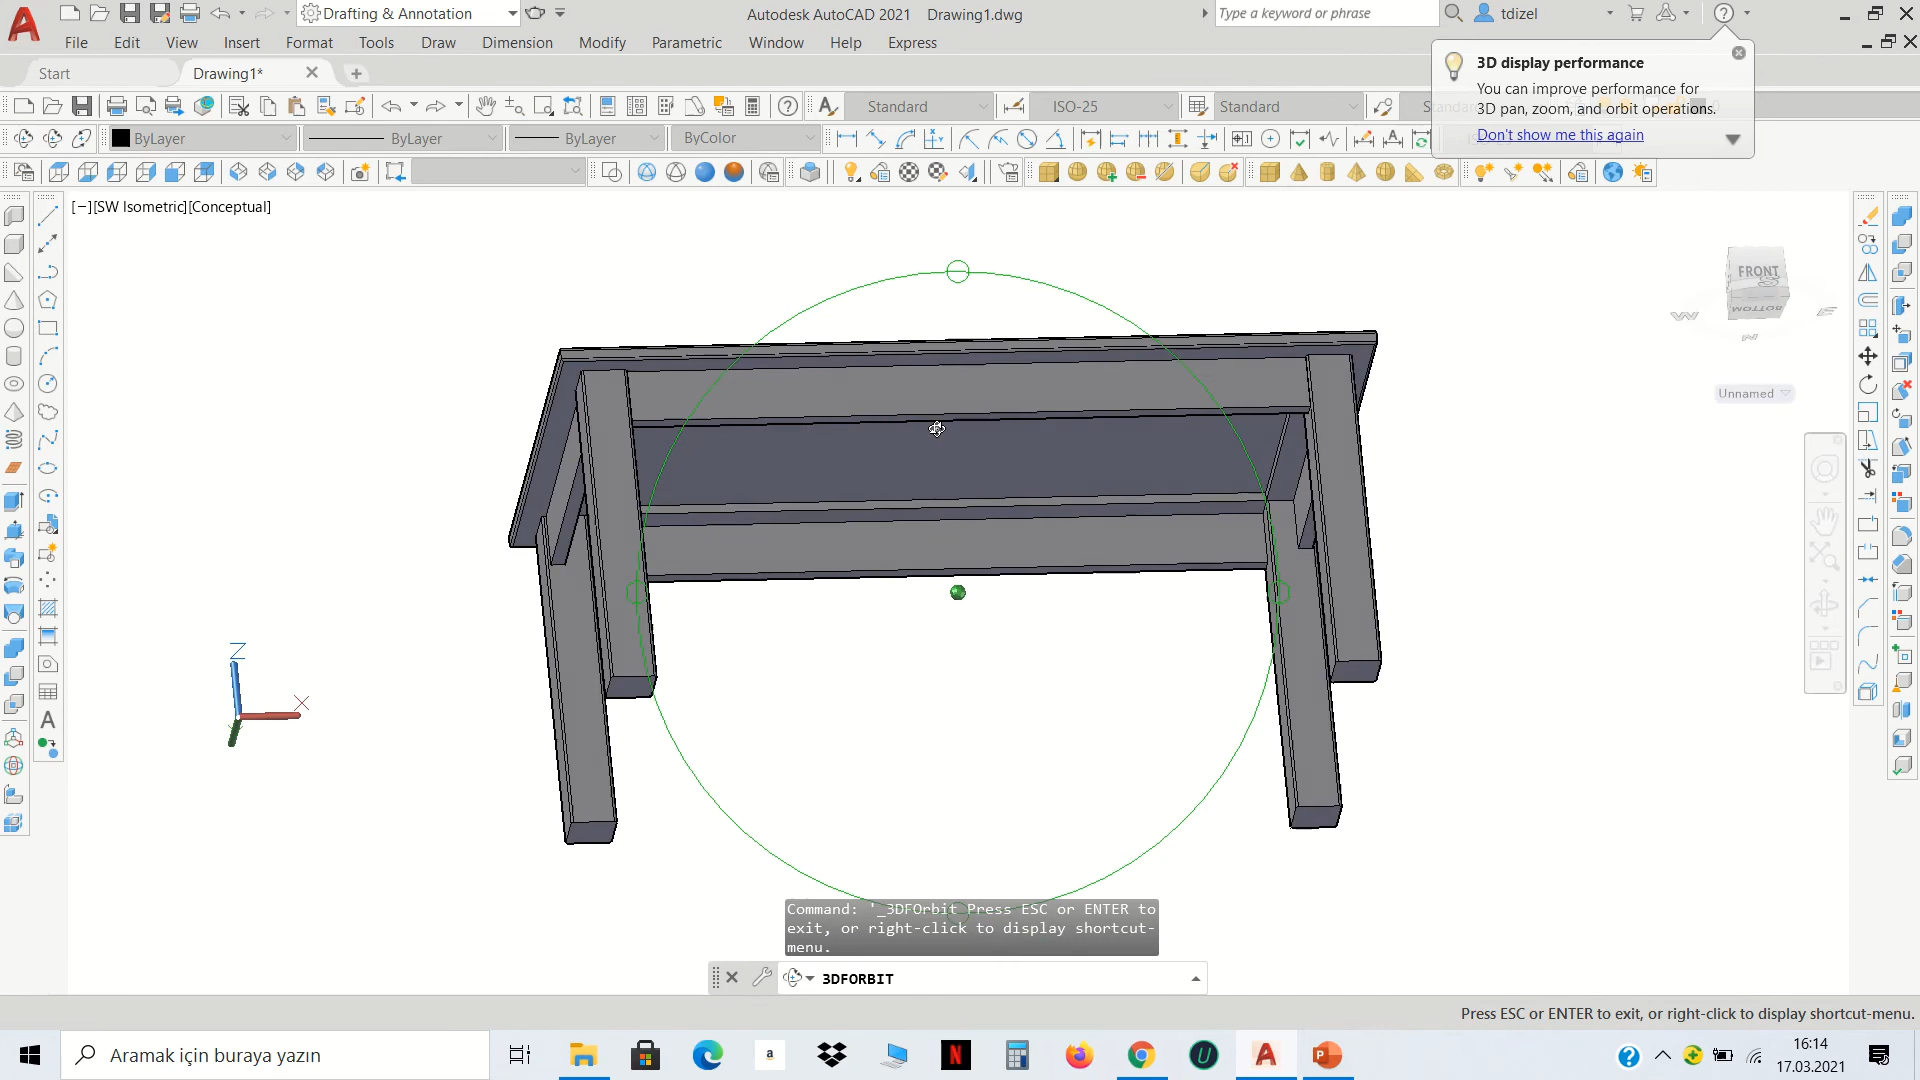 Drafting & Annotation
Autodesk AutoCAD 2021 Drawing1.dwg
Type a keyword or phrase
tdizel
File Edit View Insert Format Tools Draw Dimension Modify Parametric Window Help Express
Start
Drawing1*
Standard
ISO-25
Standard
ByLayer
ByLayer
ByLayer
ByColor
3D display performance
You can improve performance for
3D pan, zoom, and orbit operations.
Don't show me this again
[−][SW Isometric][Conceptual]
FRONT
S
BOTTOM
W
E
N
Unnamed
Z
X
A
Command: '_3DFOrbit Press ESC or ENTER to
exit, or right-click to display shortcut-
menu.
3DFORBIT
Press ESC or ENTER to exit, or right-click to display shortcut-menu.
Aramak için buraya yazın
16:14
17.03.2021